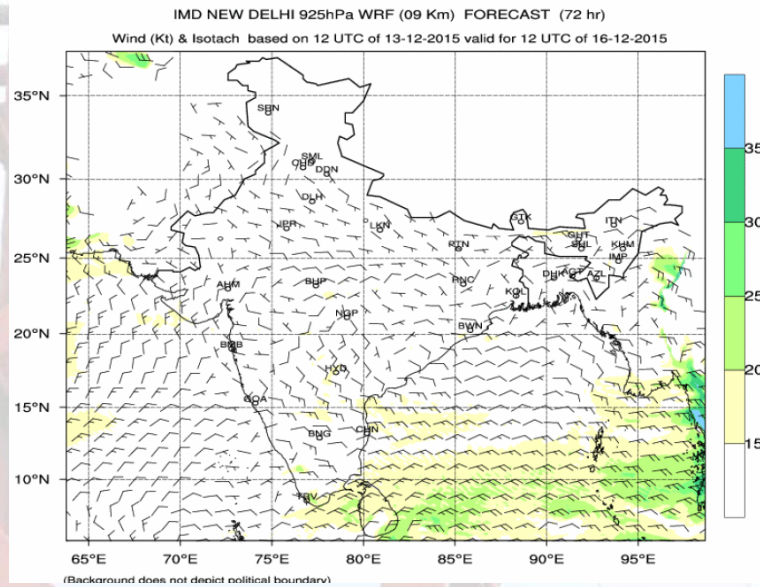 IMD NEW DELHI 925hPa WRF (09 Km) FORECAST (72 hr)
Wind (Kt) & Isotach based on 12 UTC of 13-12-2015 valid for 12 UTC of 16-12-2015
35°N
30°N
25°N
20°N
15°N
10°N
SRN
SML
CHD
DDN
DLH
JPR
LKN
GTK
ITN
GHT
SHL
KHM
IMP
PTN
DHK
AGT
AZL
AHM
BHP
RNC
KOL
NGP
BWN
BMB
HYD
GOA
BNG
CHN
TRV
65°E 70°E 75°E 80°E 85°E 90°E 95°E
35
30
25
20
15
(Background does not depict political boundary)